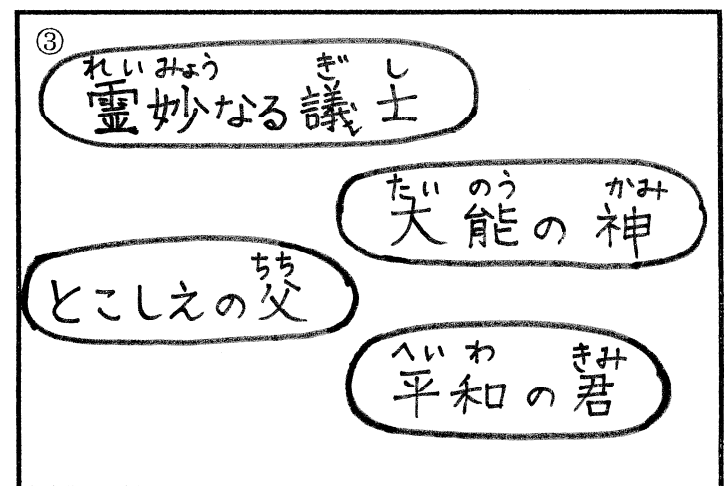 ③
れいみょう ぎ し
霊妙なる議士
たい のう かみ
大能の神
ちち
とこしえの父
へい わ きみ
平和の君